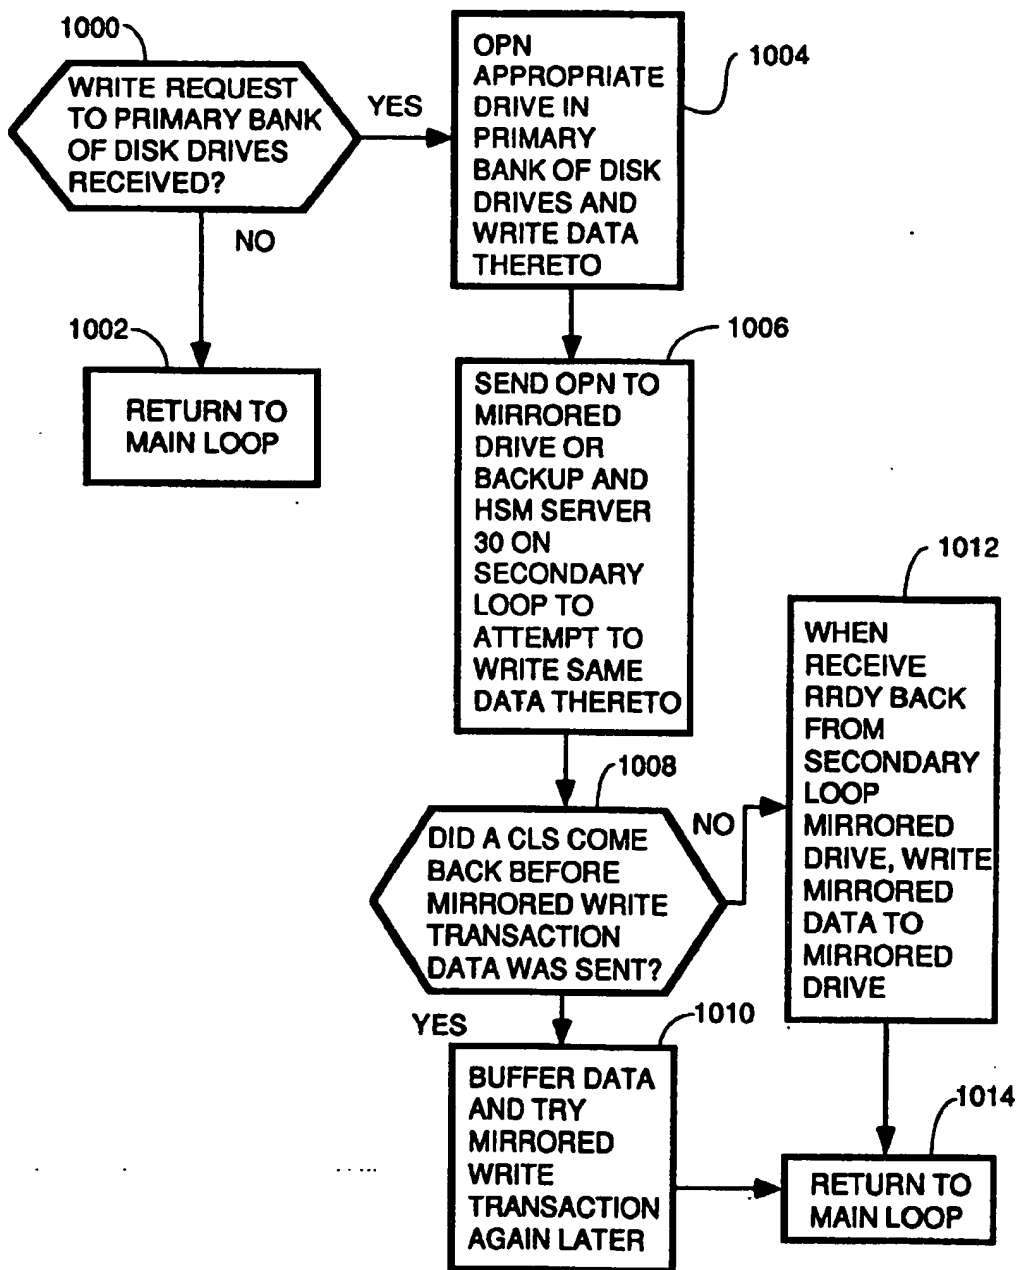 1000
WRITE REQUEST
TO PRIMARY BANK
OF DISK DRIVES
RECEIVED?
YES
NO
1002
RETURN TO
MAIN LOOP
OPN
APPROPRIATE
DRIVE IN
PRIMARY
BANK OF DISK
DRIVES AND
WRITE DATA
THERETO
1004
1006
SEND OPN TO
MIRRORED
DRIVE OR
BACKUP AND
HSM SERVER
30 ON
SECONDARY
LOOP TO
ATTEMPT TO
WRITE SAME
DATA THERETO
1008
DID A CLS COME
BACK BEFORE
MIRRORED WRITE
TRANSACTION
DATA WAS SENT?
NO
YES
1012
WHEN
RECEIVE
RRDY BACK
FROM
SECONDARY
LOOP
MIRRORED
DRIVE, WRITE
MIRRORED
DATA TO
MIRRORED
DRIVE
1010
BUFFER DATA
AND TRY
MIRRORED
WRITE
TRANSACTION
AGAIN LATER
1014
RETURN TO
MAIN LOOP